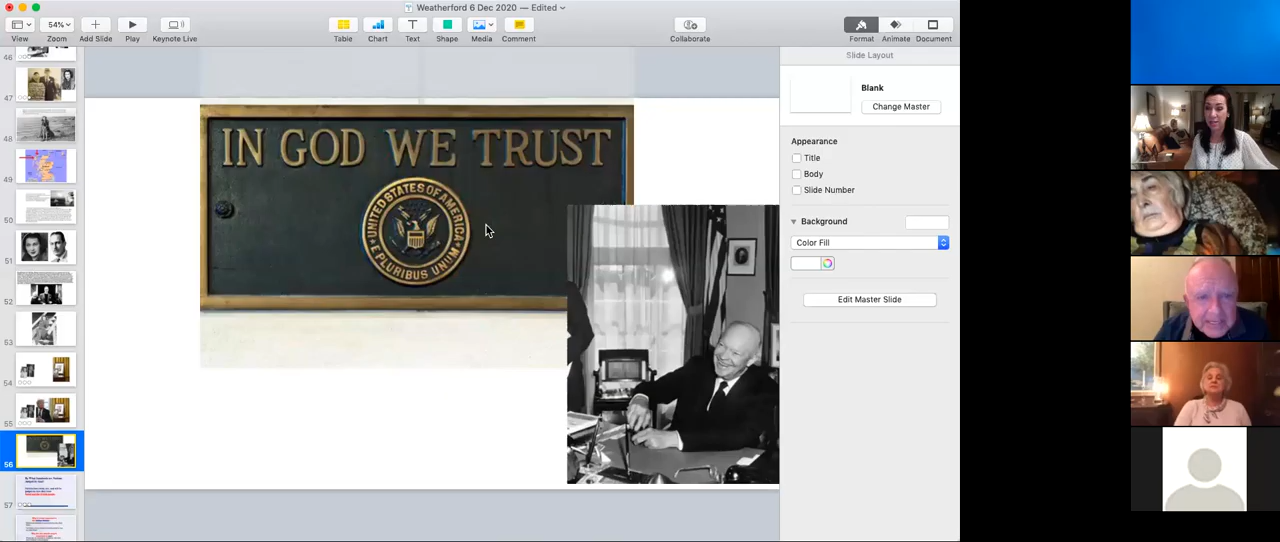 Weatherford 6 Dec 2020 — Edited
54%
View
Zoom
Add Slide
Play
Keynote Live
Table
Chart
Text
Shape
Media
Comment
Collaborate
Format
Animate
Document
46
47
48
49
50
51
52
53
54
55
56
57
IN GOD WE TRUST
UNITED STATES OF AMERICA
E PLURIBUS UNUM
Slide Layout
Blank
Change Master
Appearance
Title
Body
Slide Number
Background
Color Fill
Edit Master Slide